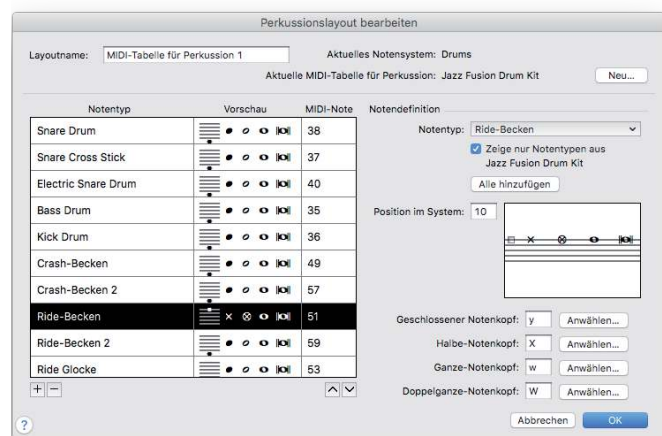 Perkussionslayout bearbeiten
Layoutname: MIDI-Tabelle für Perkussion 1 Aktuelles Notensystem: Drums
Aktuelle MIDI-Tabelle für Perkussion: Jazz Fusion Drum Kit Neu...
Notentyp Vorschau MIDI-Note
Snare Drum 38
Snare Cross Stick 37
Electric Snare Drum 40
Bass Drum 35
Kick Drum 36
Crash-Becken 49
Crash-Becken 2 57
Ride-Becken 51
Ride-Becken 2 59
Ride Glocke 53
+ −
Notendefinition
Notentyp: Ride-Becken
Zeige nur Notentypen aus
Jazz Fusion Drum Kit
Alle hinzufügen
Position im System: 10
Geschlossener Notenkopf: y Anwählen...
Halbe-Notenkopf: X Anwählen...
Ganze-Notenkopf: w Anwählen...
Doppelganze-Notenkopf: W Anwählen...
? Abbrechen OK